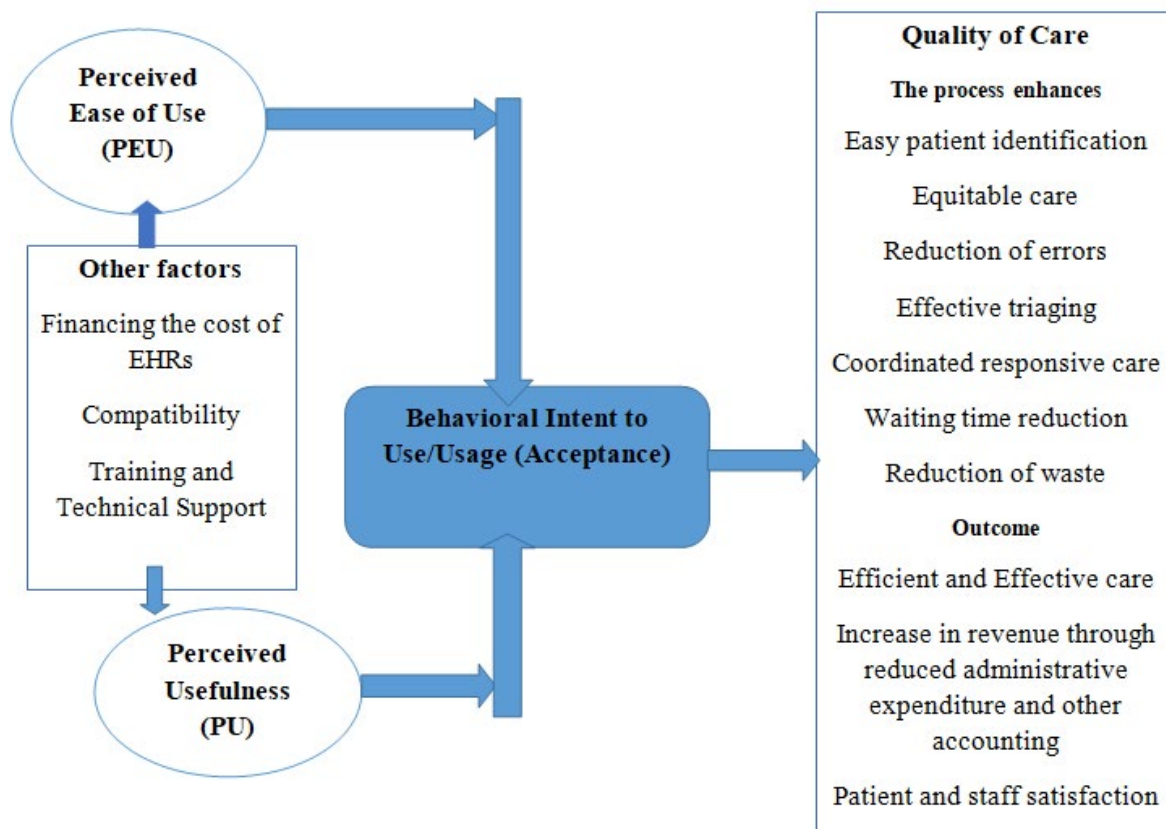 Perceived
Ease of Use
(PEU)
Other factors
Financing the cost of
EHRs
Compatibility
Training and
Technical Support
Perceived
Usefulness
(PU)
Behavioral Intent to
Use/Usage (Acceptance)
Quality of Care
The process enhances
Easy patient identification
Equitable care
Reduction of errors
Effective triaging
Coordinated responsive care
Waiting time reduction
Reduction of waste
Outcome
Efficient and Effective care
Increase in revenue through
reduced administrative
expenditure and other
accounting
Patient and staff satisfaction